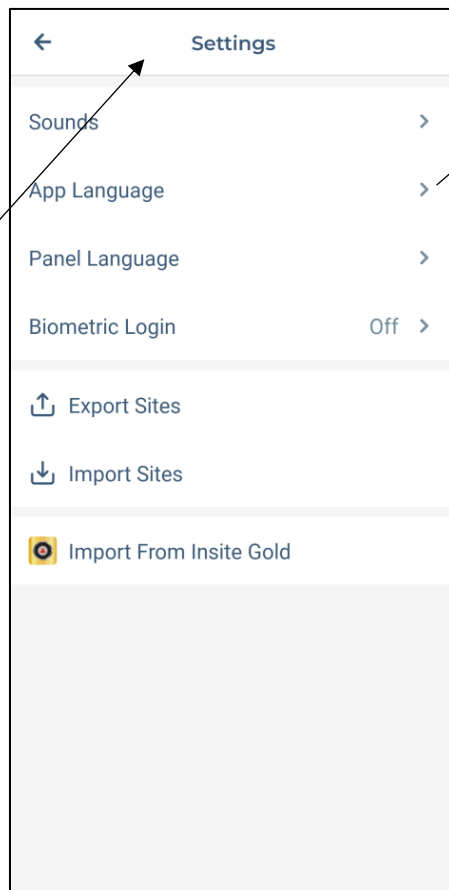 Settings
Sounds
App Language
Panel Language
Biometric Login Off
Export Sites
Import Sites
Import From Insite Gold